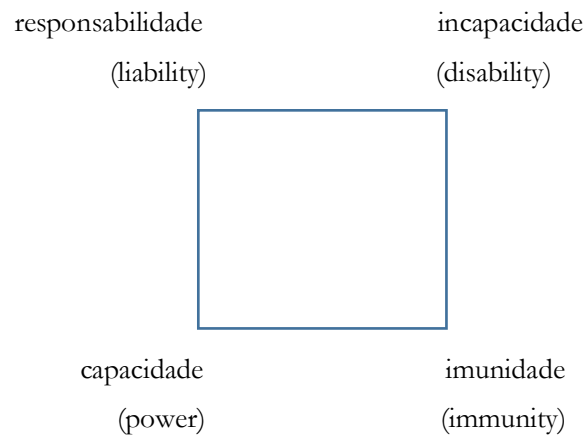 responsabilidade
(liability)
incapacidade
(disability)
capacidade
(power)
imunidade
(immunity)